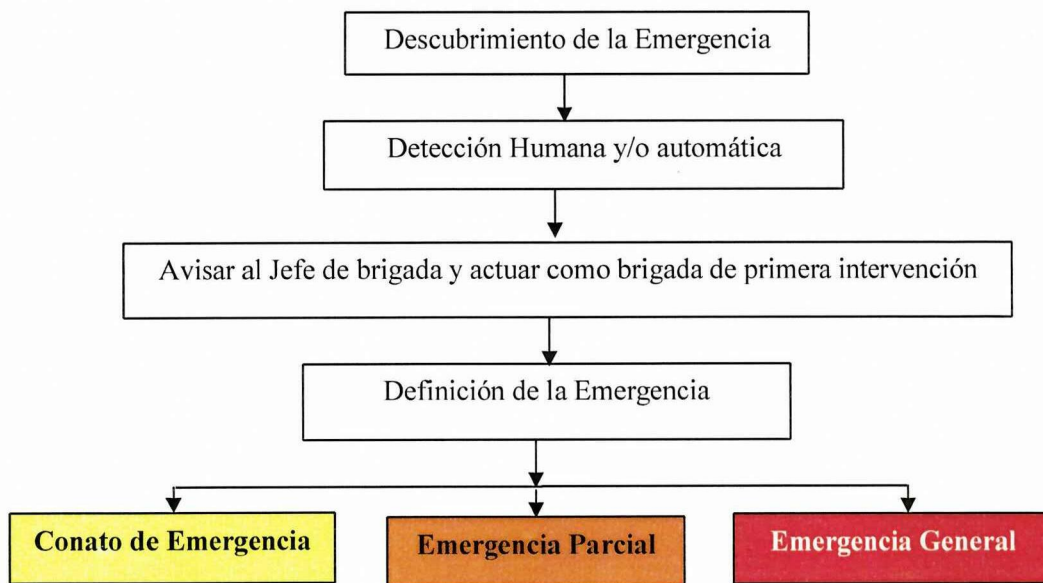 Descubrimiento de la Emergencia
Detección Humana y/o automática
Avisar al Jefe de brigada y actuar como brigada de primera intervención
Definición de la Emergencia
Conato de Emergencia
Emergencia Parcial
Emergencia General